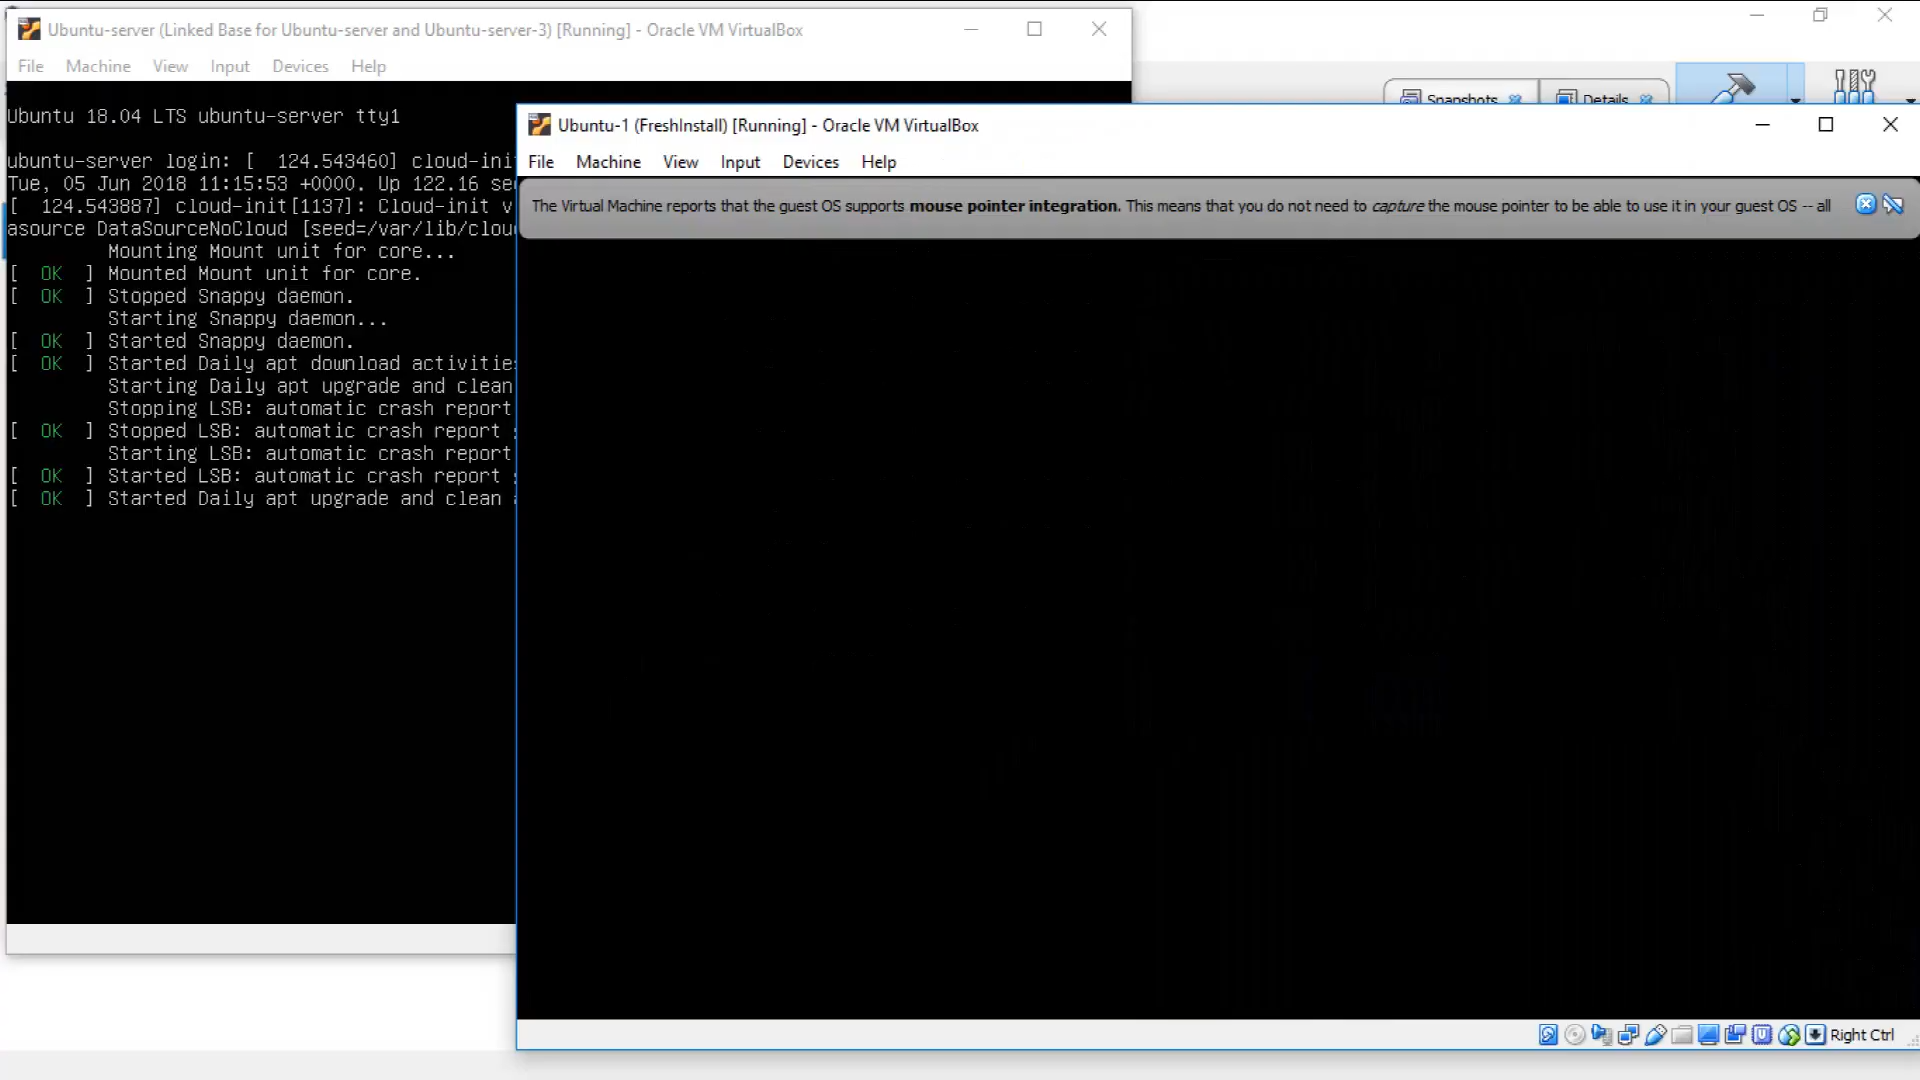 Ubuntu-server (Linked Base for Ubuntu-server and Ubuntu-server-3) [Running] - Oracle VM VirtualBox
File Machine View Input Devices Help
Snapshots Details
Ubuntu 18.04 LTS ubuntu-server tty1
ubuntu-server login: [  124.543460] cloud-ini
Tue, 05 Jun 2018 11:15:53 +0000. Up 122.16 se
[  124.543887] cloud-init[1137]: Cloud-init v
asource DataSourceNoCloud [seed=/var/lib/clou
Mounting Mount unit for core...
[  OK  ] Mounted Mount unit for core.
[  OK  ] Stopped Snappy daemon.
Starting Snappy daemon...
[  OK  ] Started Snappy daemon.
[  OK  ] Started Daily apt download activities
Starting Daily apt upgrade and clean
Stopping LSB: automatic crash report
[  OK  ] Stopped LSB: automatic crash report
Starting LSB: automatic crash report
[  OK  ] Started LSB: automatic crash report
[  OK  ] Started Daily apt upgrade and clean
Ubuntu-1 (FreshInstall) [Running] - Oracle VM VirtualBox
File Machine View Input Devices Help
The Virtual Machine reports that the guest OS supports mouse pointer integration. This means that you do not need to capture the mouse pointer to be able to use it in your guest OS -- all
Right Ctrl